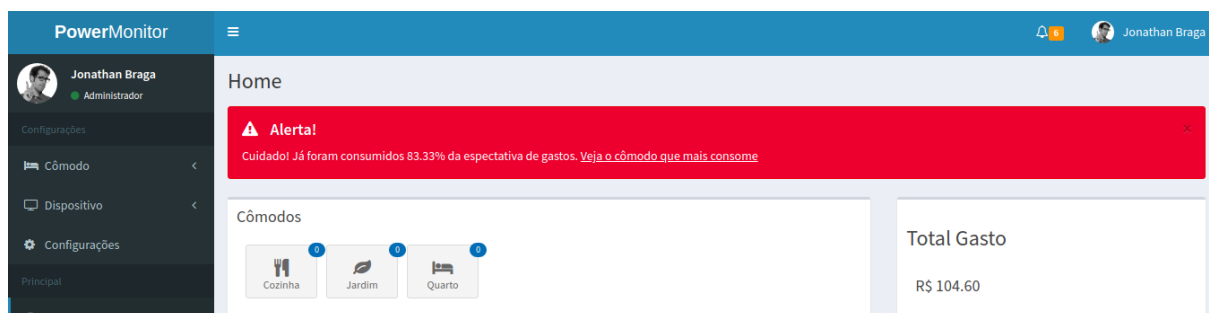 PowerMonitor
6
Jonathan Braga
Jonathan Braga
Administrador
Configurações
Cômodo
Dispositivo
Configurações
Principal
Home
Alerta!
Cuidado! Já foram consumidos 83.33% da espectativa de gastos. Veja o cômodo que mais consome
Cômodos
0
0
0
Cozinha
Jardim
Quarto
Total Gasto
R$ 104.60